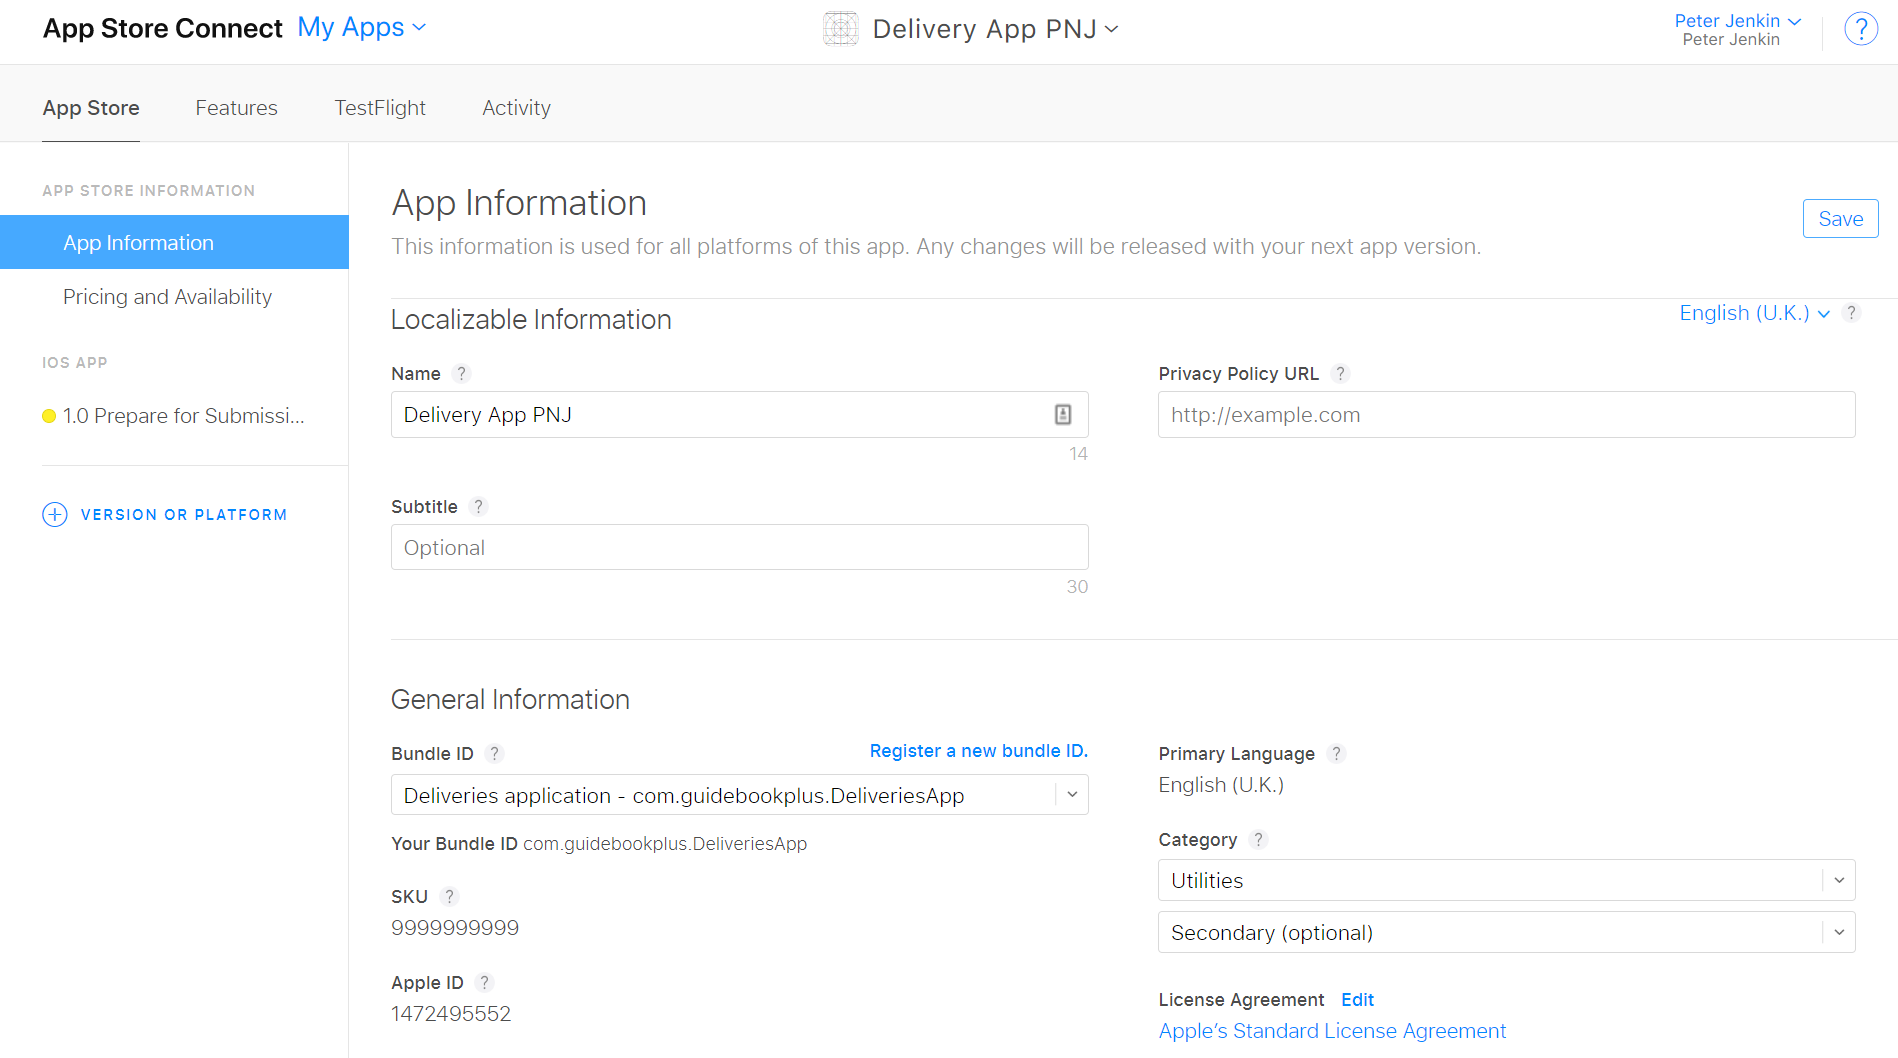 App Store Connect My Apps
Delivery App PNJ
Peter Jenkin
Peter Jenkin
?
App Store Features TestFlight Activity
APP STORE INFORMATION
App Information
Pricing and Availability
IOS APP
1.0 Prepare for Submissi...
VERSION OR PLATFORM
App Information
This information is used for all platforms of this app. Any changes will be released with your next app version.
Save
Localizable Information
English (U.K.) ?
Name ?
Delivery App PNJ
14
Privacy Policy URL ?
http://example.com
Subtitle ?
Optional
30
General Information
Bundle ID ? Register a new bundle ID.
Deliveries application - com.guidebookplus.DeliveriesApp
Your Bundle ID com.guidebookplus.DeliveriesApp
SKU ?
9999999999
Apple ID ?
1472495552
Primary Language ?
English (U.K.)
Category ?
Utilities
Secondary (optional)
License Agreement Edit
Apple’s Standard License Agreement